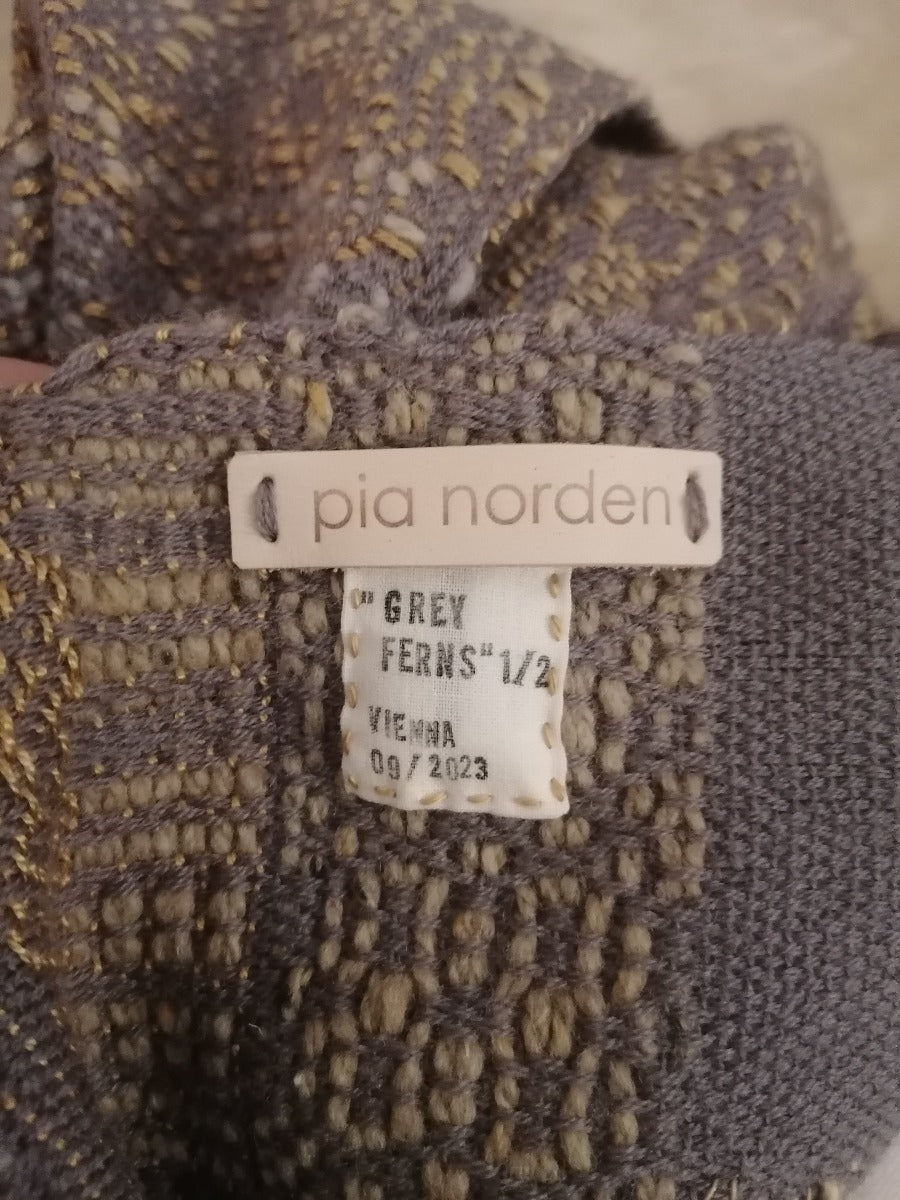 pia norden
"GREY
FERNS" 1/2
VIENNA
09/2023